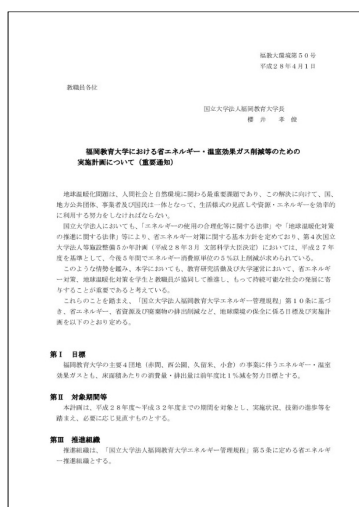 福教大環境第５０号
平成２８年４月１日
教職員各位
国立大学法人福岡教育大学長
櫻井 孝俊
福岡教育大学における省エネルギー・温室効果ガス削減等のための
実施計画について（重要通知）
地球温暖化問題は、人間社会と自然環境に関わる最重要課題であり、この解決に向けて、国、
地方公共団体、事業者及び国民は一体となって、生活様式の見直しや資源・エネルギーを効率的
に利用する努力をしなければならない。
国立大学法人においても、「エネルギーの使用の合理化等に関する法律」や「地球温暖化対策
の推進に関する法律」等により、省エネルギー対策に関する基本方針を定めており、第４次国立
大学法人等施設整備５か年計画（平成２８年３月 文部科学大臣決定）においては、平成２７年
度を基準として、今後５年間でエネルギー消費原単位の５％以上削減が求められている。
このような情勢を鑑み、本学においても、教育研究活動及び大学運営において、省エネルギ
ー対策、地球温暖化対策を学生と教職員が協同して推進し、もって持続可能な社会の発展に寄
与することが重要であると考えている。
これらのことを踏まえ、「国立大学法人福岡教育大学エネルギー管理規程」第１０条に基づ
き、省エネルギー、省資源及び廃棄物の排出削減など、地球環境の保全に係る目標及び実施計
画を以下のとおり定める。
第Ⅰ 目標
福岡教育大学の主要４団地（赤間、西公園、久留米、小倉）の事業に伴うエネルギー・温室
効果ガスとも、床面積あたりの消費量・排出量は前年度比１％減を努力目標とする。
第Ⅱ 対象期間等
本計画は、平成２８年度～平成３２年度までの期間を対象とし、実施状況、技術の進歩等を
踏まえ、必要に応じ見直すものとする。
第Ⅲ 推進組織
推進組織は、「国立大学法人福岡教育大学エネルギー管理規程」第５条に定める省エネルギ
ー推進組織とする。